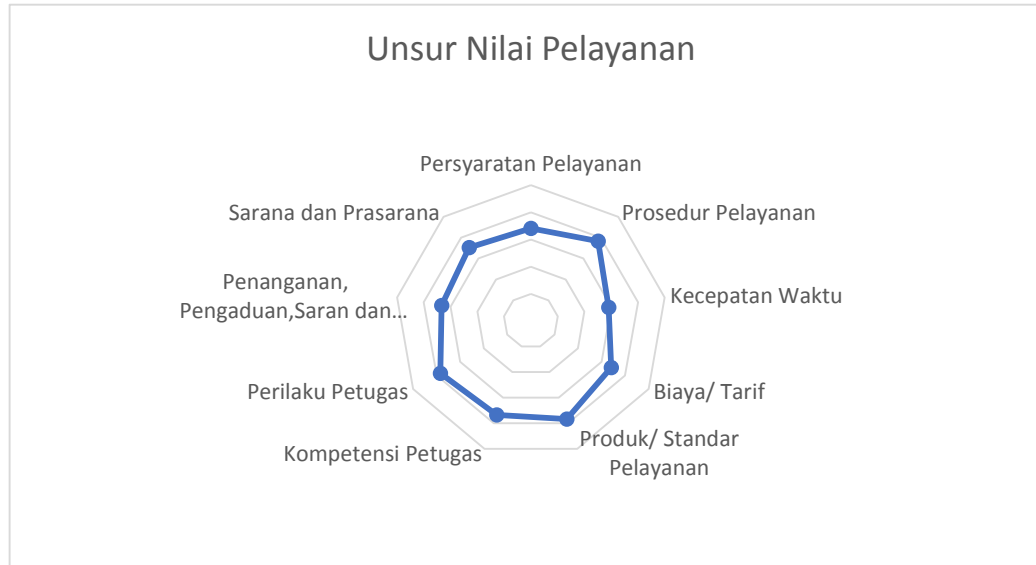 Unsur Nilai Pelayanan
Persyaratan Pelayanan
Prosedur Pelayanan
Kecepatan Waktu
Biaya/ Tarif
Produk/ Standar
Pelayanan
Kompetensi Petugas
Perilaku Petugas
Penanganan,
Pengaduan,Saran dan...
Sarana dan Prasarana